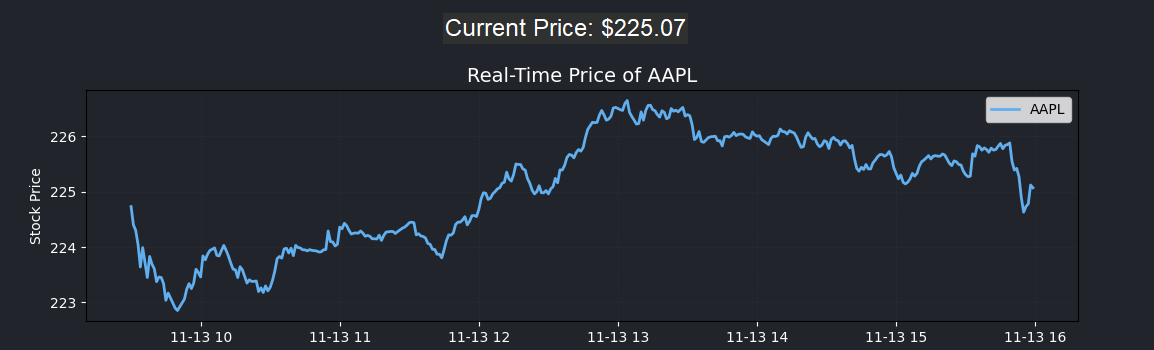 Current Price: $225.07
Real-Time Price of AAPL
AAPL
Stock Price
226
225
224
223
11-13 10
11-13 11
11-13 12
11-13 13
11-13 14
11-13 15
11-13 16